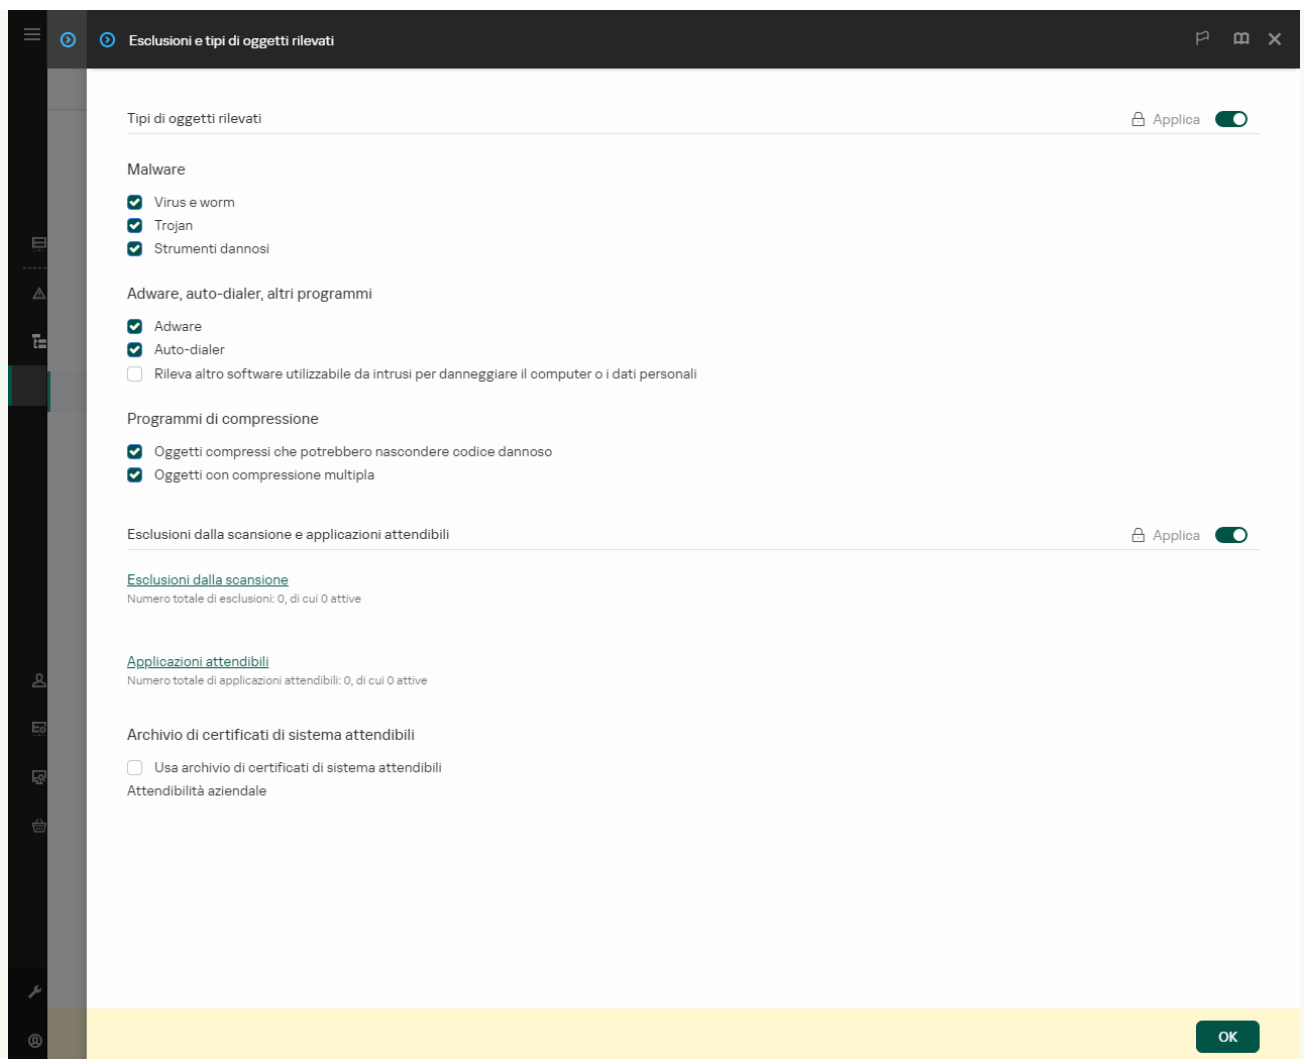 Esclusioni e tipi di oggetti rilevati
Tipi di oggetti rilevati
Applica
Malware
Virus e worm
Trojan
Strumenti dannosi
Adware, auto-dialer, altri programmi
Adware
Auto-dialer
Rileva altro software utilizzabile da intrusi per danneggiare il computer o i dati personali
Programmi di compressione
Oggetti compressi che potrebbero nascondere codice dannoso
Oggetti con compressione multipla
Esclusioni dalla scansione e applicazioni attendibili
Applica
Esclusioni dalla scansione
Numero totale di esclusioni: 0, di cui 0 attive
Applicazioni attendibili
Numero totale di applicazioni attendibili: 0, di cui 0 attive
Archivio di certificati di sistema attendibili
Usa archivio di certificati di sistema attendibili
Attendibilità aziendale
OK